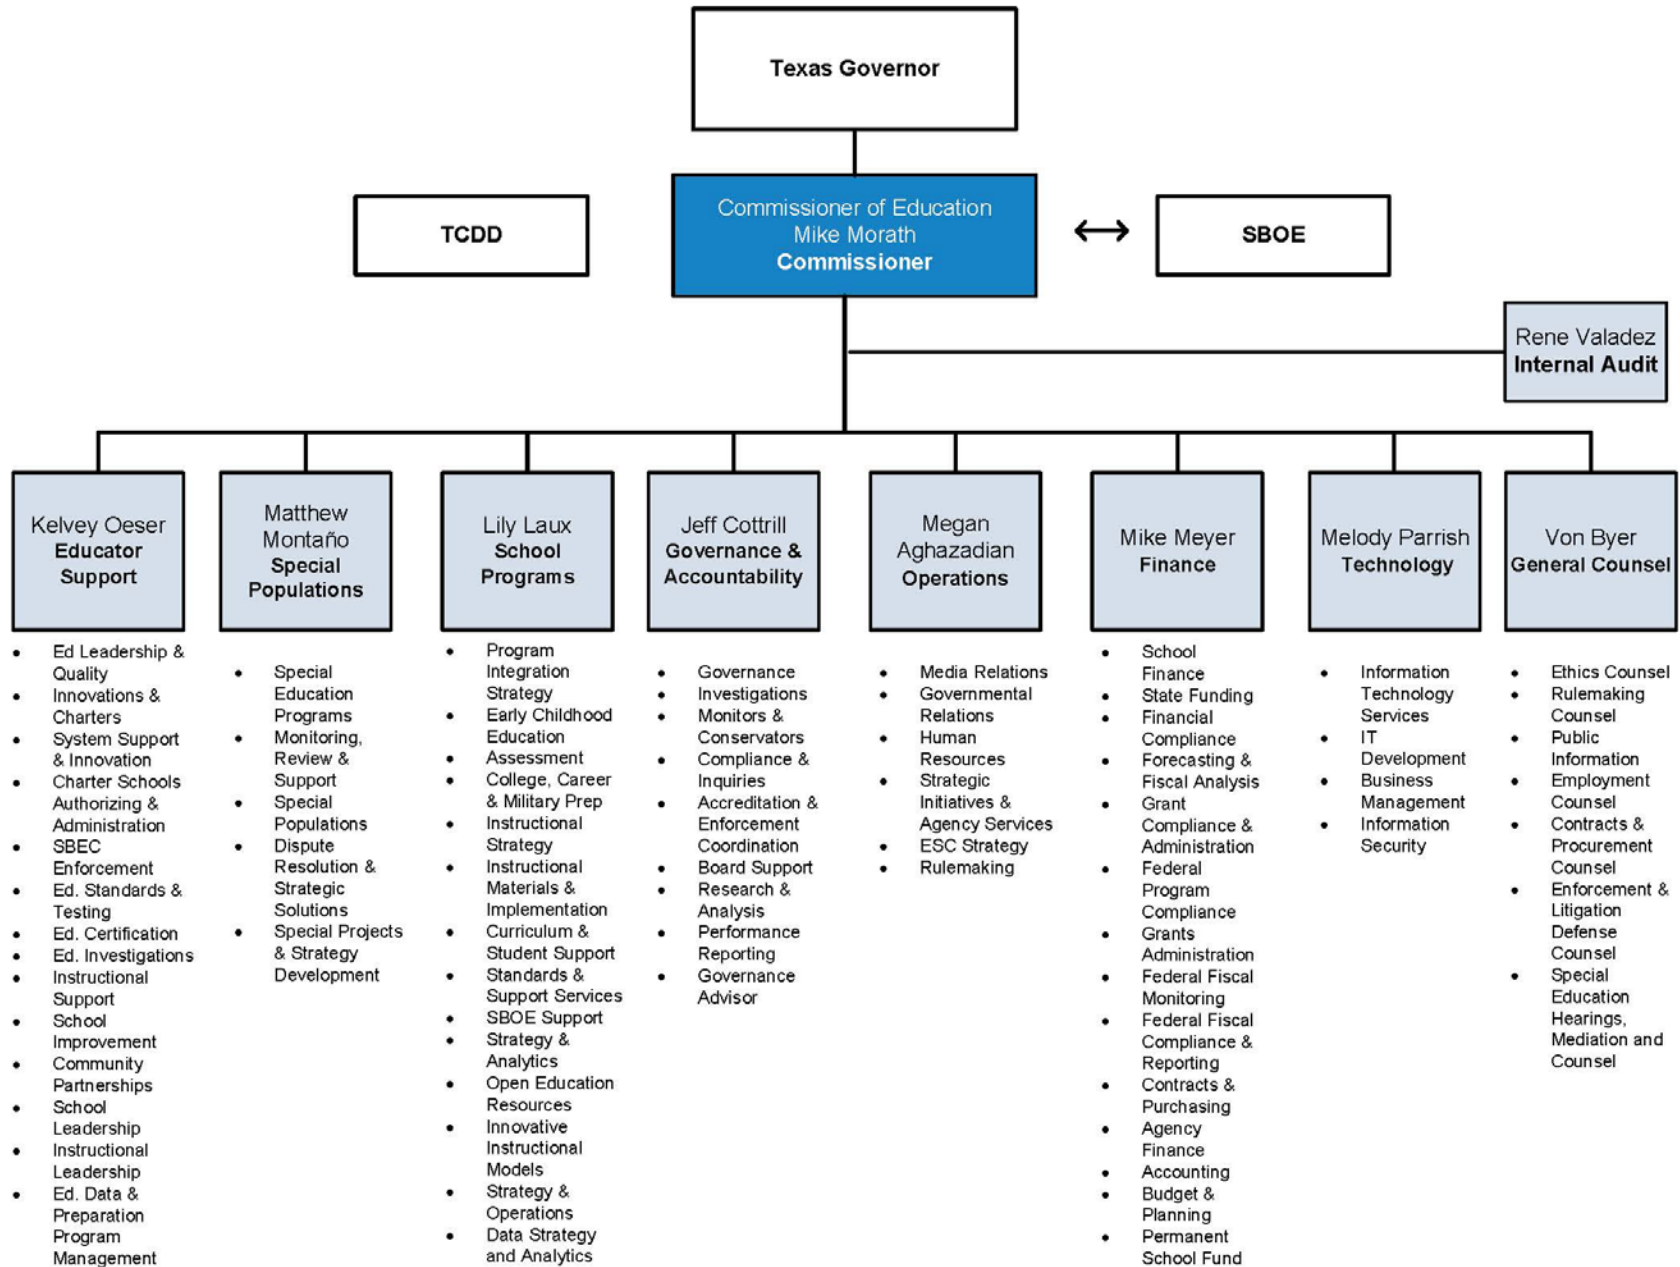 Texas Governor
TCDD
Commissioner of Education
Mike Morath
Commissioner
SBOE
Rene Valadez
Internal Audit
Kelvey Oeser
Educator
Support
Matthew
Montaño
Special
Populations
Lily Laux
School
Programs
Jeff Cottrill
Governance &
Accountability
Megan
Aghazadian
Operations
Mike Meyer
Finance
Melody Parrish
Technology
Von Byer
General Counsel
• Ed Leadership &
Quality
• Innovations &
Charters
• System Support
& Innovation
• Charter Schools
Authorizing &
Administration
• SBEC
Enforcement
• Ed. Standards &
Testing
• Ed. Certification
• Ed. Investigations
• Instructional
Support
• School
Improvement
• Community
Partnerships
• School
Leadership
• Instructional
Leadership
• Ed. Data &
Preparation
Program
Management
• Special
Education
Programs
• Monitoring,
Review &
Support
• Special
Populations
• Dispute
Resolution &
Strategic
Solutions
• Special Projects
& Strategy
Development
• Program
Integration
Strategy
• Early Childhood
Education
• Assessment
• College, Career
& Military Prep
• Instructional
Strategy
• Instructional
Materials &
Implementation
• Curriculum &
Student Support
• Standards &
Support Services
• SBOE Support
• Strategy &
Analytics
• Open Education
Resources
• Innovative
Instructional
Models
• Strategy &
Operations
• Data Strategy
and Analytics
• Governance
• Investigations
• Monitors &
Conservators
• Compliance &
Inquiries
• Accreditation &
Enforcement
Coordination
• Board Support
• Research &
Analysis
• Performance
Reporting
• Governance
Advisor
• Media Relations
• Governmental
Relations
• Human
Resources
• Strategic
Initiatives &
Agency Services
• ESC Strategy
• Rulemaking
• School
Finance
• State Funding
• Financial
Compliance
• Forecasting &
Fiscal Analysis
• Grant
Compliance &
Administration
• Federal
Program
Compliance
• Grants
Administration
• Federal Fiscal
Monitoring
• Federal Fiscal
Compliance &
Reporting
• Contracts &
Purchasing
• Agency
Finance
• Accounting
• Budget &
Planning
• Permanent
School Fund
• Information
Technology
Services
• IT
Development
• Business
Management
• Information
Security
• Ethics Counsel
• Rulemaking
Counsel
• Public
Information
• Employment
Counsel
• Contracts &
Procurement
Counsel
• Enforcement &
Litigation
Defense
Counsel
• Special
Education
Hearings,
Mediation and
Counsel